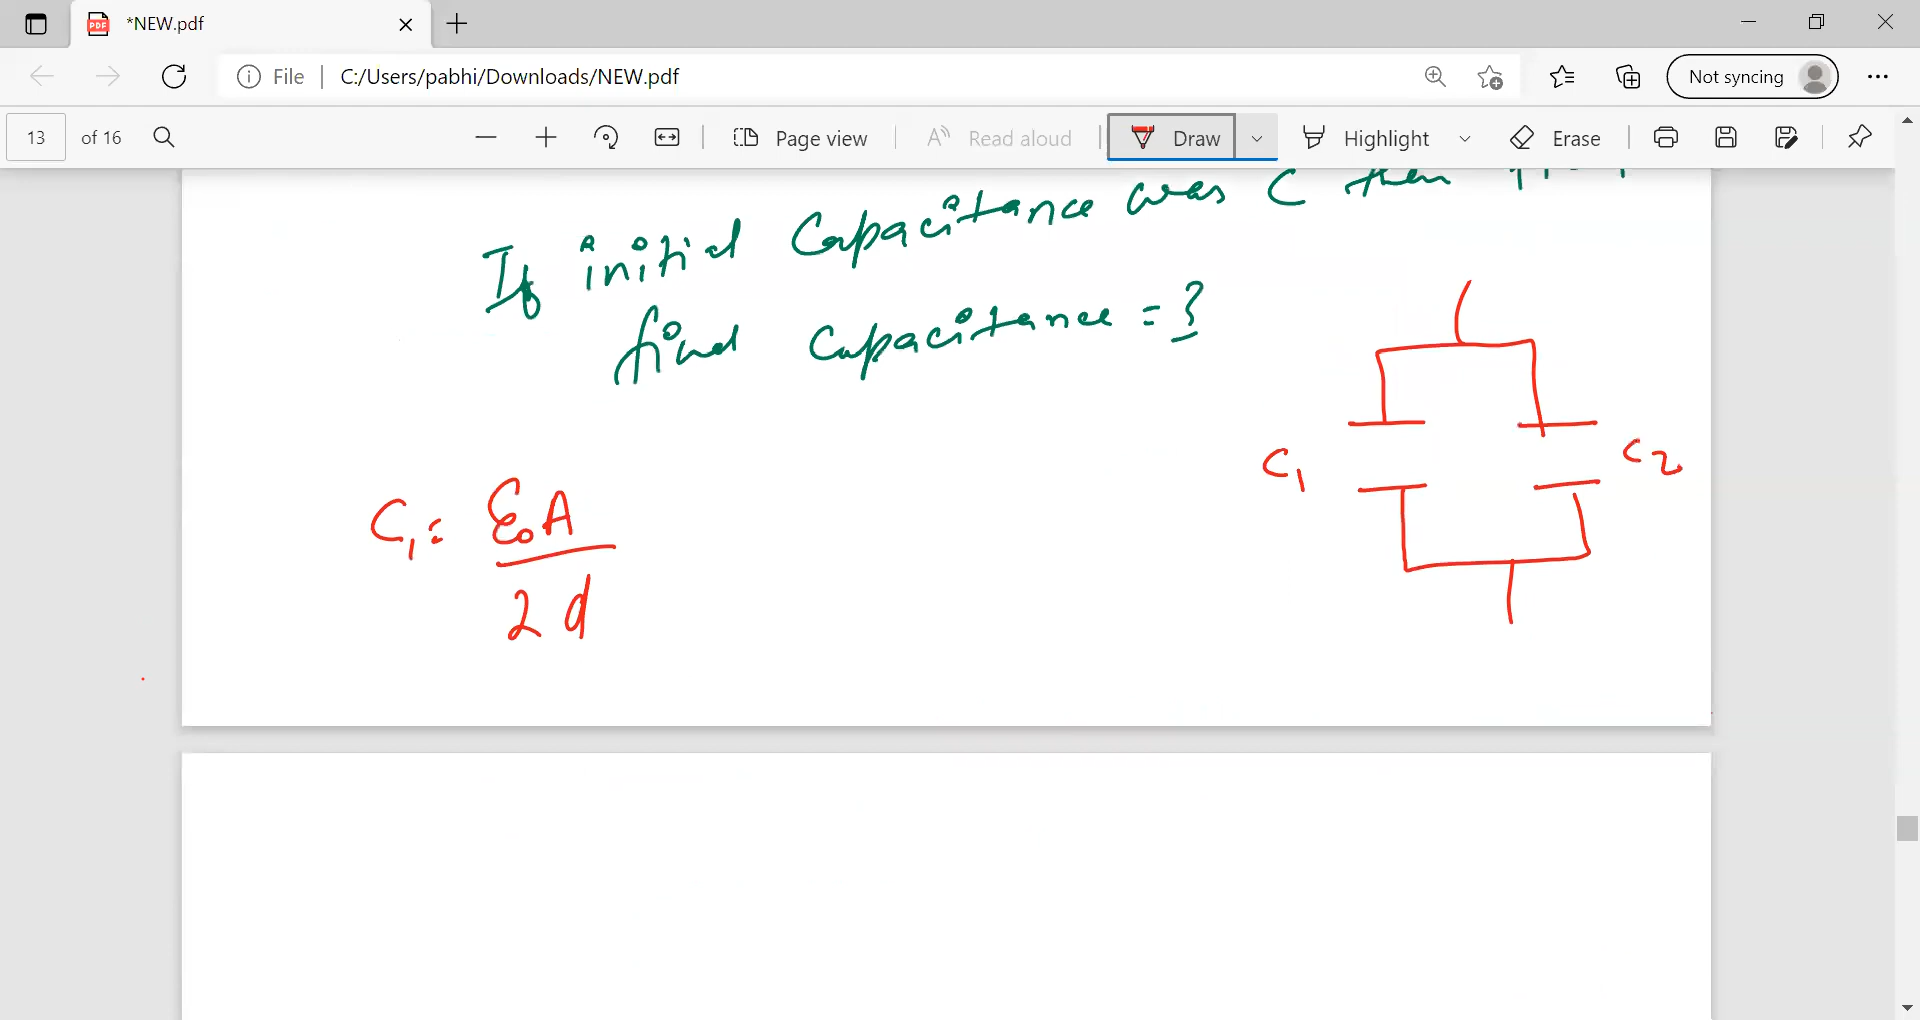 *NEW.pdf
File | C:/Users/pabhi/Downloads/NEW.pdf
Not syncing
13 of 16
Page view
Read aloud
Draw
Highlight
Erase
If initial Capacitance was C then
find Capacitance = ?
C1 C2
C1 = ε0A
2 d